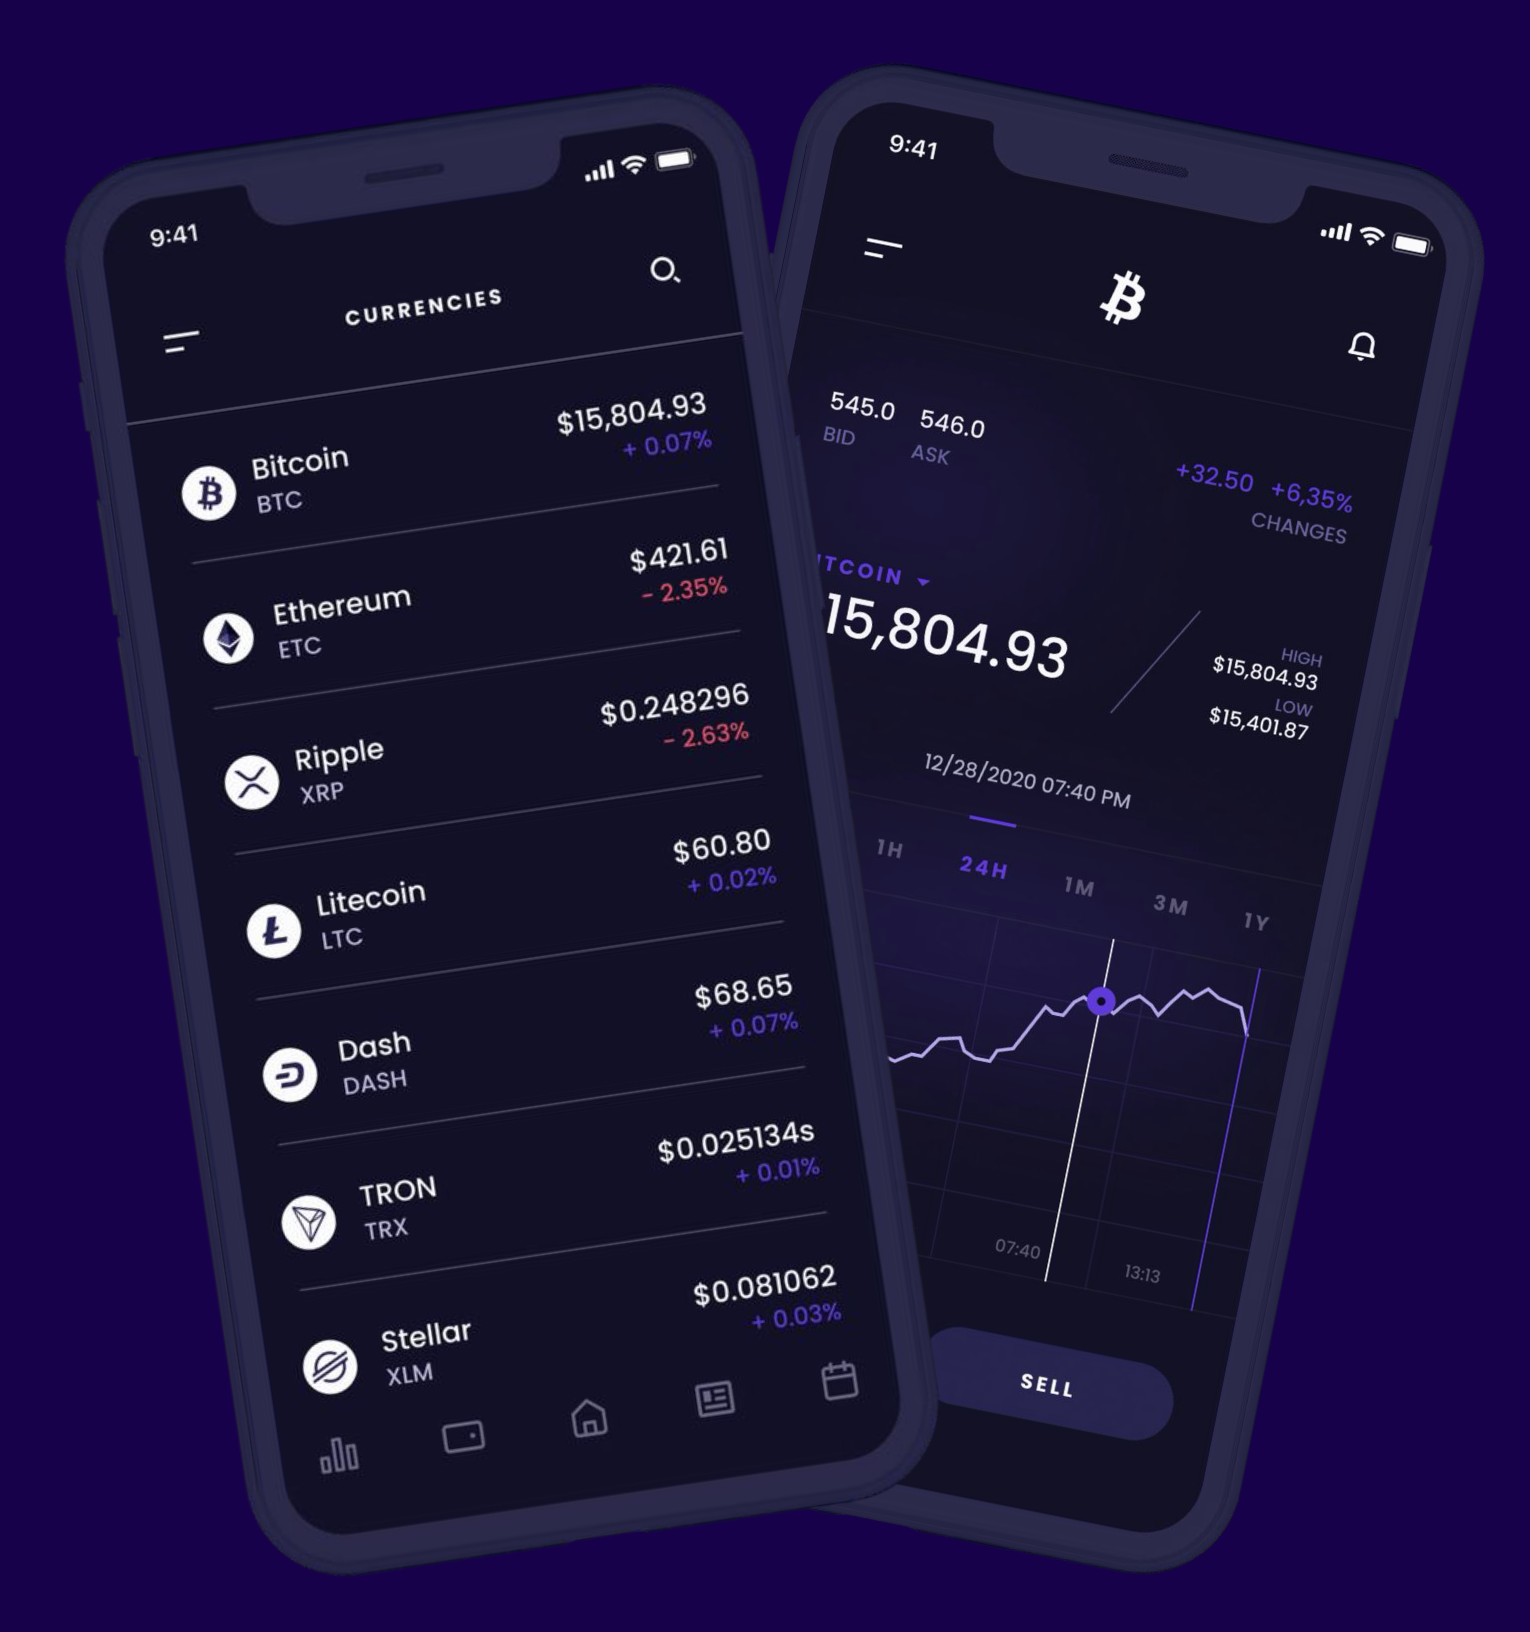 9:41
CURRENCIES
Bitcoin
BTC
$15,804.93
+ 0.07%
Ethereum
ETC
$421.61
- 2.35%
Ripple
XRP
$0.248296
- 2.63%
Litecoin
LTC
$60.80
+ 0.02%
Dash
DASH
$68.65
+ 0.07%
TRON
TRX
$0.025134s
+ 0.01%
Stellar
XLM
$0.081062
+ 0.03%
9:41
545.0 546.0
BID ASK
+32.50 +6,35%
CHANGES
ITCOIN
15,804.93
HIGH
$15,804.93
LOW
$15,401.87
12/28/2020 07:40 PM
1H 24H 1M 3M 1Y
07:40 13:13
SELL